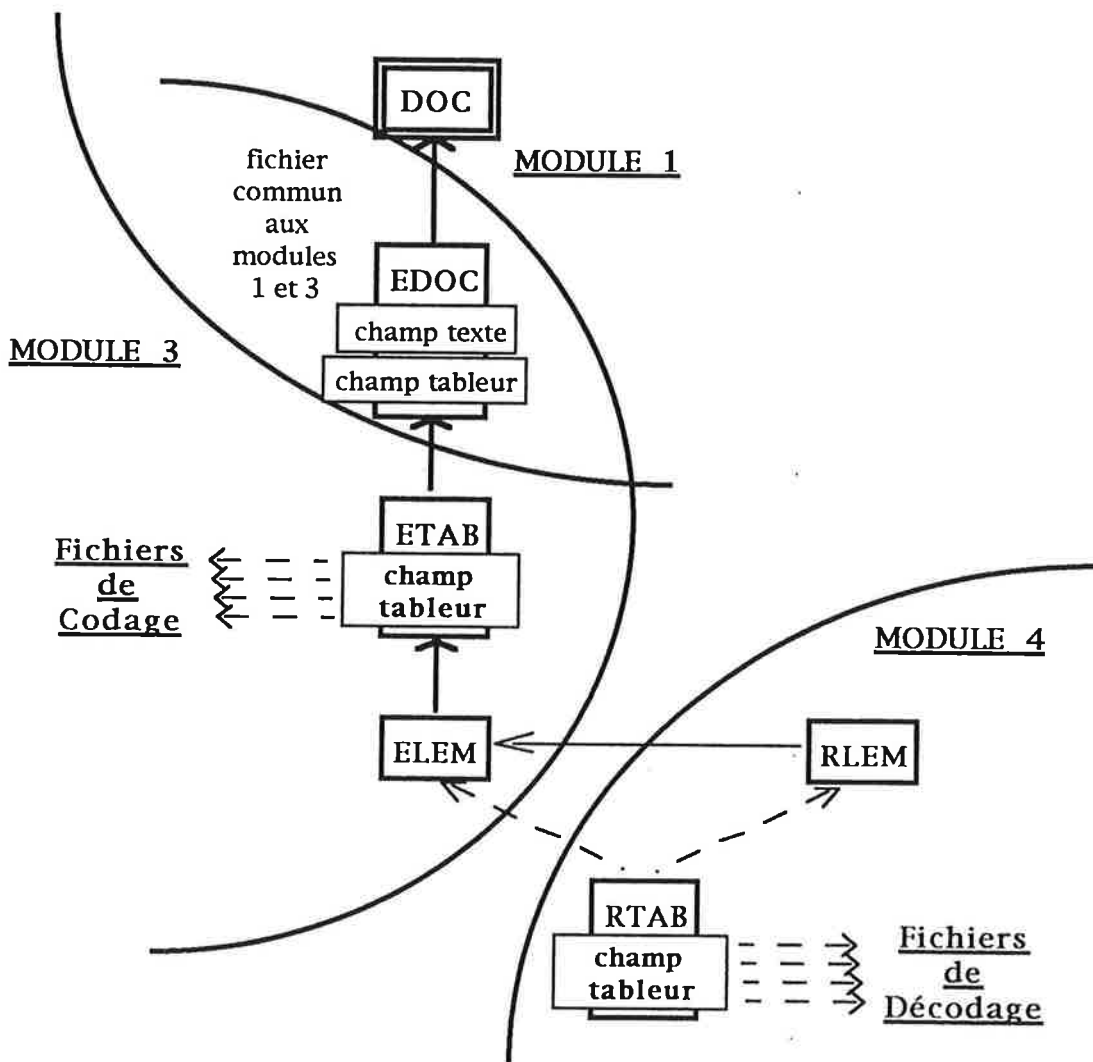 DOC
MODULE 1
fichier
commun
aux
modules
1 et 3
EDOC
champ texte
champ tableur
MODULE 3
ETAB
champ
tableur
Fichiers
de
Codage
MODULE 4
ELEM
RLEM
RTAB
champ
tableur
Fichiers
de
Décodage